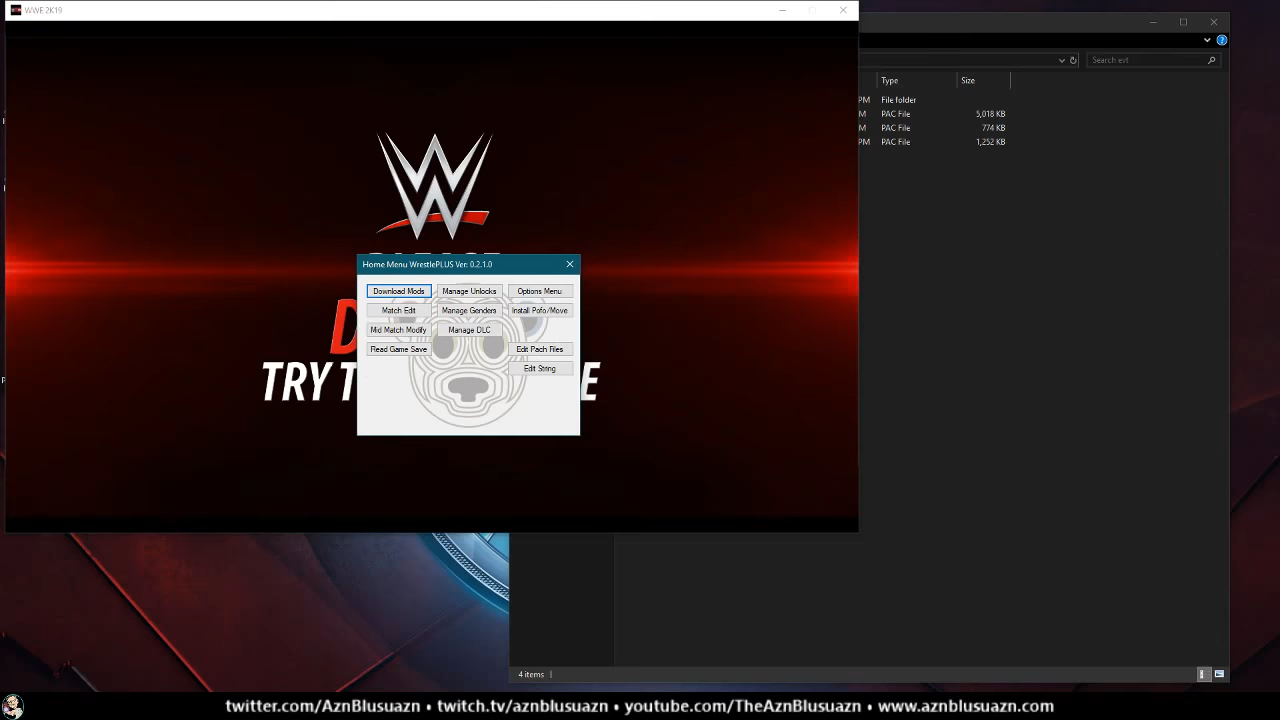 WWE 2K19
Search evt
Type
Size
PM
File folder
M
PAC File
5,018 KB
M
PAC File
774 KB
PM
PAC File
1,252 KB
Home Menu WrestlePLUS Ver: 0.2.1.0
Download Mods
Manage Unlocks
Options Menu
Match Edit
Manage Genders
Install Pofo/Move
Mid Match Modify
Manage DLC
Read Game Save
Edit Pach Files
Edit String
D
TRY T
E
4 items
twitter.com/AznBlusuazn • twitch.tv/aznblusuazn • youtube.com/TheAznBlusuazn • www.aznblusuazn.com